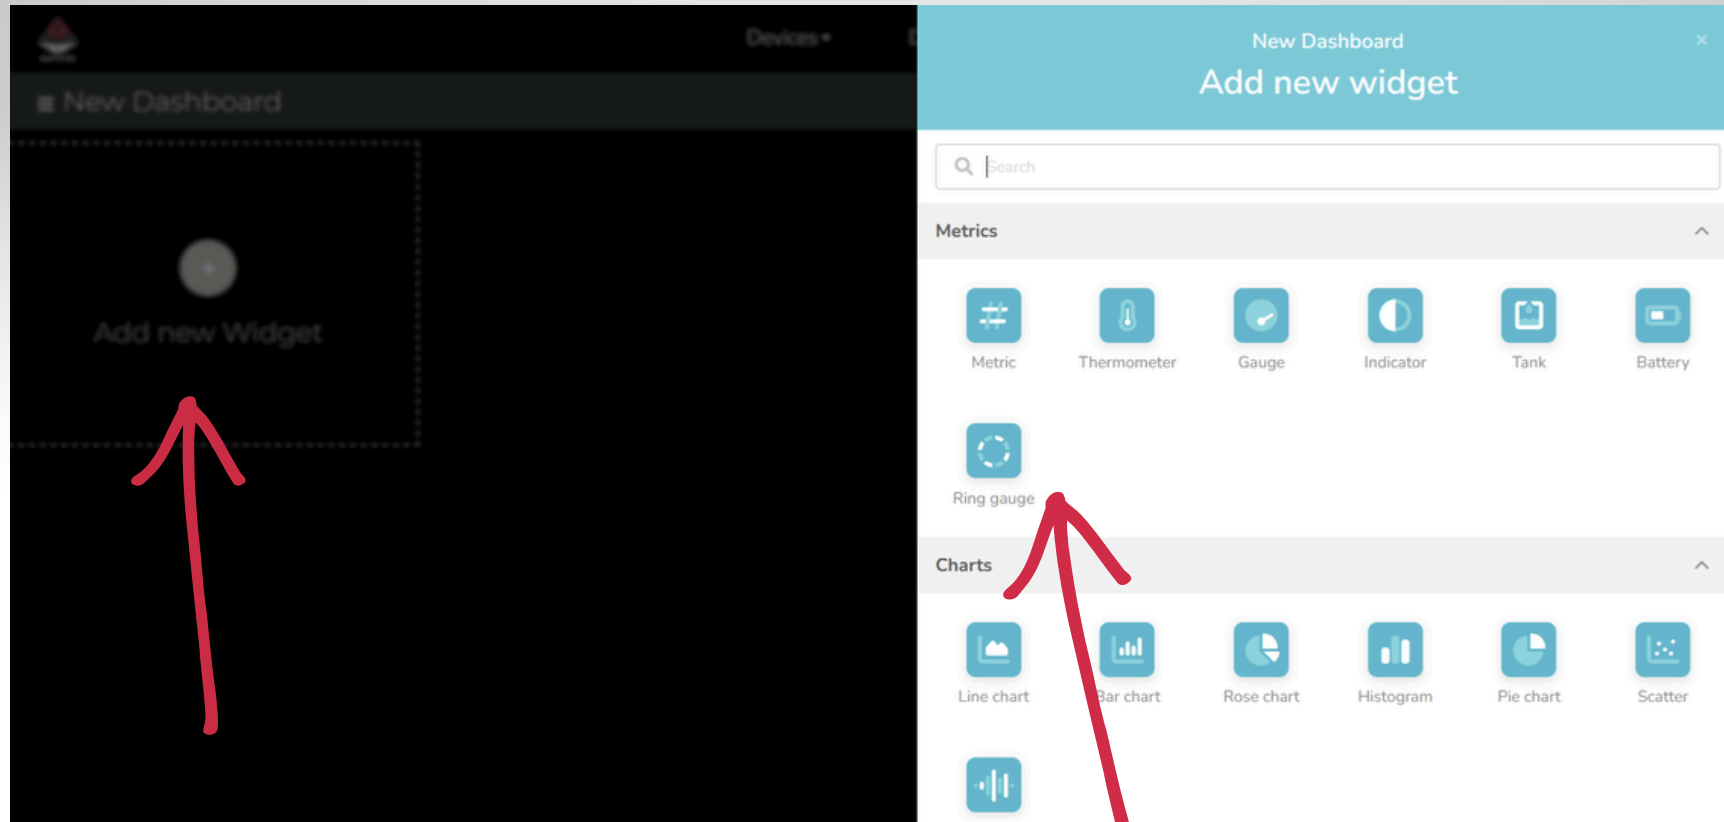 Devices
New Dashboard
Add new Widget
New Dashboard
Add new widget
Search
Metrics
Metric
Thermometer
Gauge
Indicator
Tank
Battery
Ring gauge
Charts
Line chart
Bar chart
Rose chart
Histogram
Pie chart
Scatter